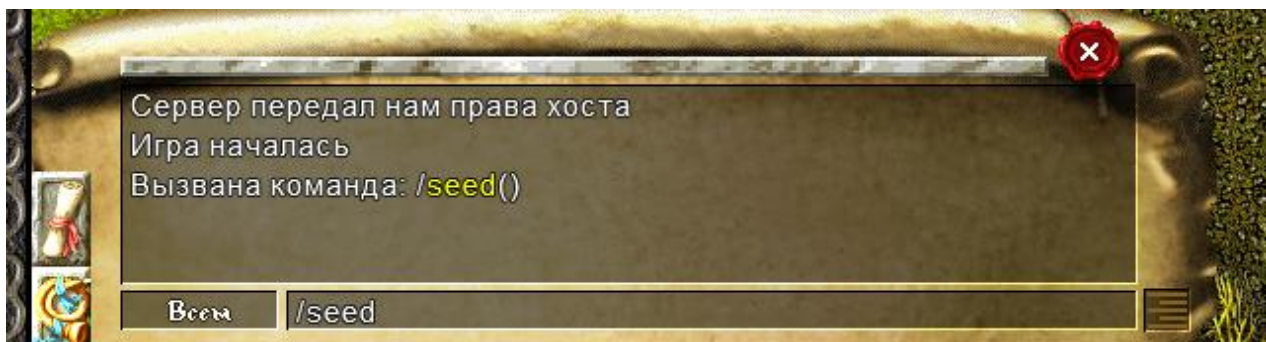 Сервер передал нам права хоста
Игра началась
Вызвана команда: /seed()
Всем
/seed